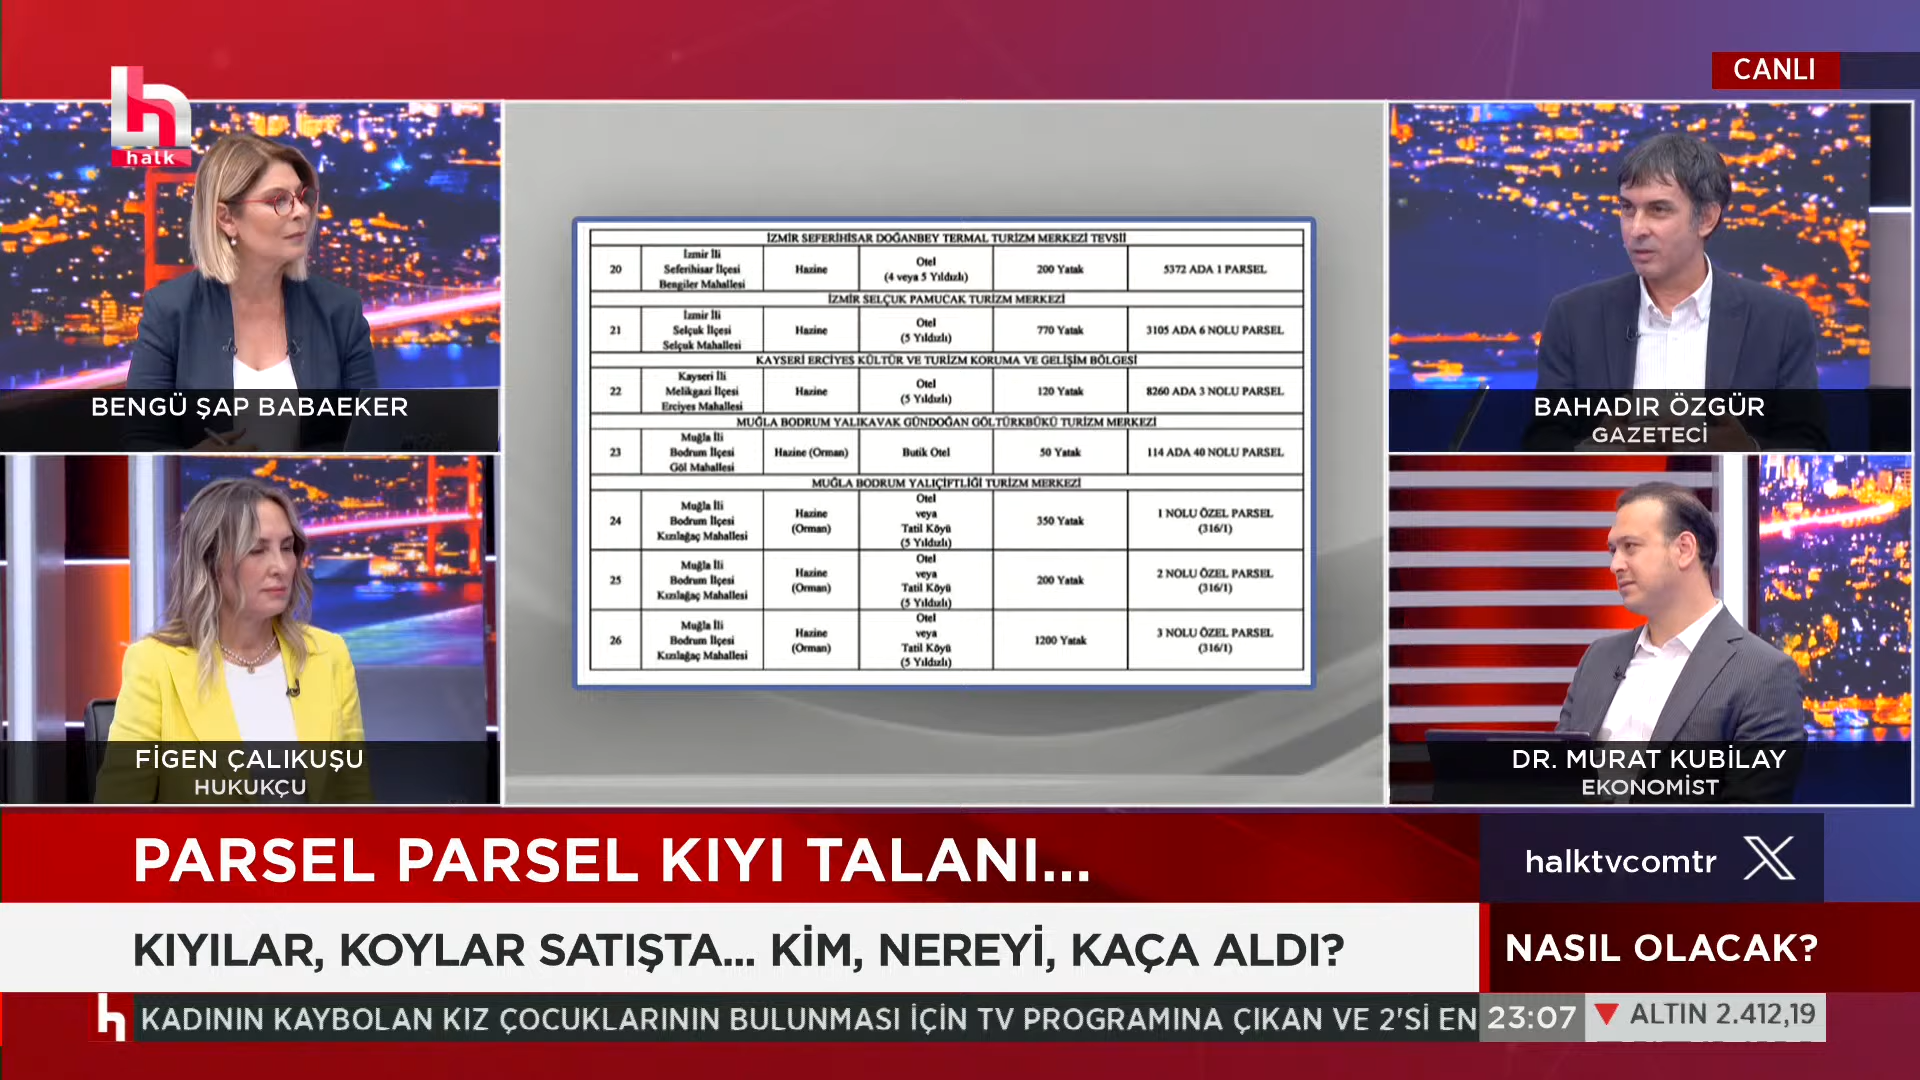 CANLI
h
halk
BENGÜ ŞAP BABAEKER
BAHADIR ÖZGÜR
GAZETECİ
FİGEN ÇALIKUŞU
HUKUKÇU
DR. MURAT KUBİLAY
EKONOMİST
İZMİR SEFERİHİSAR DOĞANBEY TERMAL TURİZM MERKEZİ TEVSİİ
20
İzmir İli
Seferihisar İlçesi
Bengiler Mahallesi
Hazine
Otel
(4 veya 5 Yıldızlı)
200 Yatak
5372 ADA 1 PARSEL
İZMİR SELÇUK PAMUCAK TURİZM MERKEZİ
21
İzmir İli
Selçuk İlçesi
Selçuk Mahallesi
Hazine
Otel
(5 Yıldızlı)
770 Yatak
3105 ADA 6 NOLU PARSEL
KAYSERİ ERCİYES KÜLTÜR VE TURİZM KORUMA VE GELİŞİM BÖLGESİ
22
Kayseri İli
Melikgazi İlçesi
Erciyes Mahallesi
Hazine
Otel
(5 Yıldızlı)
120 Yatak
8260 ADA 3 NOLU PARSEL
MUĞLA BODRUM YALIKAVAK GÜNDOĞAN GÖLTÜRKBÜKÜ TURİZM MERKEZİ
23
Muğla İli
Bodrum İlçesi
Göl Mahallesi
Hazine (Orman)
Butik Otel
50 Yatak
114 ADA 40 NOLU PARSEL
MUĞLA BODRUM YALIÇİFTLİĞİ TURİZM MERKEZİ
24
Muğla İli
Bodrum İlçesi
Kızılağaç Mahallesi
Hazine
(Orman)
Otel
veya
Tatil Köyü
(5 Yıldızlı)
350 Yatak
1 NOLU ÖZEL PARSEL
(316/1)
25
Muğla İli
Bodrum İlçesi
Kızılağaç Mahallesi
Hazine
(Orman)
Otel
veya
Tatil Köyü
(5 Yıldızlı)
200 Yatak
2 NOLU ÖZEL PARSEL
(316/1)
26
Muğla İli
Bodrum İlçesi
Kızılağaç Mahallesi
Hazine
(Orman)
Otel
veya
Tatil Köyü
(5 Yıldızlı)
1200 Yatak
3 NOLU ÖZEL PARSEL
(316/1)
PARSEL PARSEL KIYI TALANI...
halktvcomtr X
KIYILAR, KOYLAR SATIŞTA... KİM, NEREYİ, KAÇA ALDI?
NASIL OLACAK?
h KADININ KAYBOLAN KIZ ÇOCUKLARININ BULUNMASI İÇİN TV PROGRAMINA ÇIKAN VE 2'Sİ EN
23:07
ALTIN 2.412,19